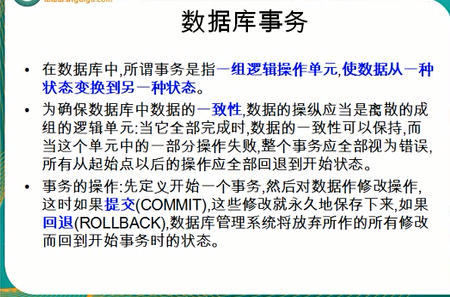 数据库事务
• 在数据库中,所谓事务是指一组逻辑操作单元,使数据从一种
状态变换到另一种状态。
• 为确保数据库中数据的一致性,数据的操纵应当是离散的成
组的逻辑单元:当它全部完成时,数据的一致性可以保持,而
当这个单元中的一部分操作失败,整个事务应全部视为错误,
所有从起始点以后的操作应全部回退到开始状态。
• 事务的操作:先定义开始一个事务,然后对数据作修改操作,
这时如果提交(COMMIT),这些修改就永久地保存下来,如果
回退(ROLLBACK),数据库管理系统将放弃所作的所有修改
而回到开始事务时的状态。